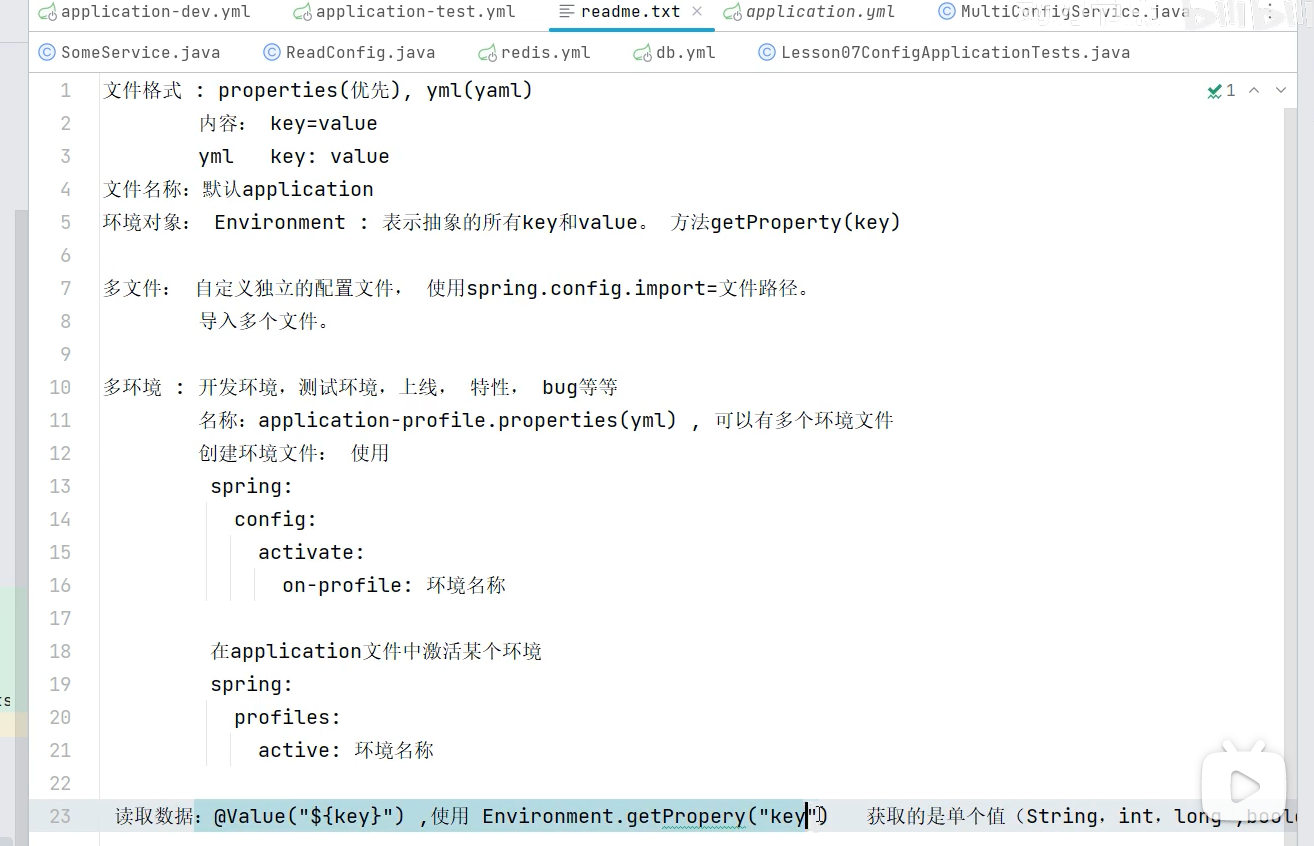 application-dev.yml application-test.yml readme.txt application.yml MultiConfigService.java
SomeService.java ReadConfig.java redis.yml db.yml Lesson07ConfigApplicationTests.java
1 文件格式 : properties(优先), yml(yaml)
1
2 内容: key=value
3 yml key: value
4 文件名称: 默认application
5 环境对象: Environment : 表示抽象的所有key和value。 方法getProperty(key)
6
7 多文件: 自定义独立的配置文件, 使用spring.config.import=文件路径。
8 导入多个文件。
9
10 多环境 : 开发环境,测试环境,上线, 特性, bug等等
11 名称: application-profile.properties(yml) , 可以有多个环境文件
12 创建环境文件: 使用
13 spring:
14 config:
15 activate:
16 on-profile: 环境名称
17
18 在application文件中激活某个环境
19 spring:
20 profiles:
21 active: 环境名称
22
23 读取数据: @Value("${key}") ,使用 Environment.getPropery("key") 获取的是单个值(String, int, long ,boole